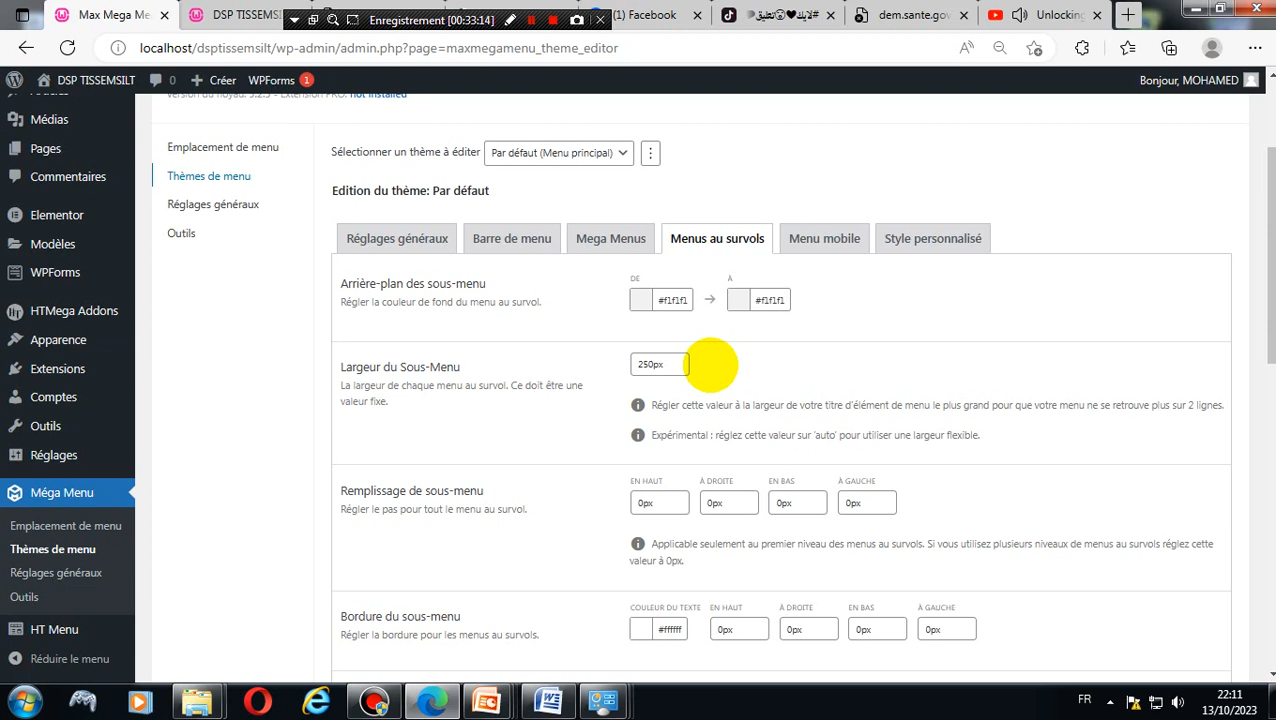 Max Mega Me
DSP TISSEMSILT
Enregistrement [00:33:14]
(1) Facebook
#لايك🖤😮تطبيق
dem.sante.gov
Unlocking
localhost/dsptissemsilt/wp-admin/admin.php?page=maxmegamenu_theme_editor
DSP TISSEMSILT
0
Créer
WPForms 1
Bonjour, MOHAMED
Médias
Pages
Commentaires
Elementor
Modèles
WPForms
HTMega Addons
Apparence
Extensions
Comptes
Outils
Réglages
Méga Menu
Emplacement de menu
Thèmes de menu
Réglages généraux
Outils
HT Menu
Réduire le menu
Emplacement de menu
Thèmes de menu
Réglages généraux
Outils
Sélectionner un thème à éditer Par défaut (Menu principal)
Edition du thème: Par défaut
Réglages généraux
Barre de menu
Mega Menus
Menus au survols
Menu mobile
Style personnalisé
Arrière-plan des sous-menu
Régler la couleur de fond du menu au survol.
DE À
#f1f1f1 → #f1f1f1
Largeur du Sous-Menu
La largeur de chaque menu au survol. Ce doit être une
valeur fixe.
250px
Régler cette valeur à la largeur de votre titre d'élément de menu le plus grand pour que votre menu ne se retrouve plus sur 2 lignes.
Expérimental : réglez cette valeur sur 'auto' pour utiliser une largeur flexible.
Remplissage de sous-menu
Régler le pas pour tout le menu au survol.
EN HAUT À DROITE EN BAS À GAUCHE
0px 0px 0px 0px
Applicable seulement au premier niveau des menus au survols. Si vous utilisez plusieurs niveaux de menus au survols réglez cette
valeur à 0px.
Bordure du sous-menu
Régler la bordure pour les menus au survols.
COULEUR DU TEXTE EN HAUT À DROITE EN BAS À GAUCHE
#ffffff 0px 0px 0px 0px
FR
22:11
13/10/2023